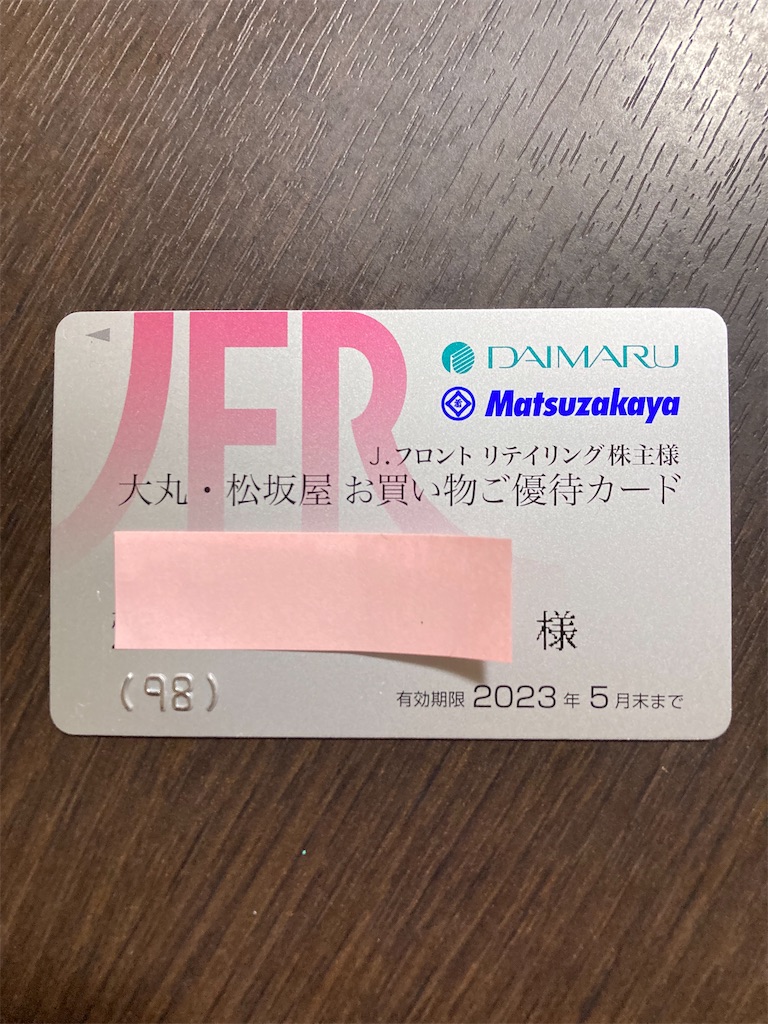 JFR
DAIMARU
Matsuzakaya
J.フロント リテイリング株主様
大丸・松坂屋 お買い物ご優待カード
様
(98)
有効期限 2023年 5月末まで